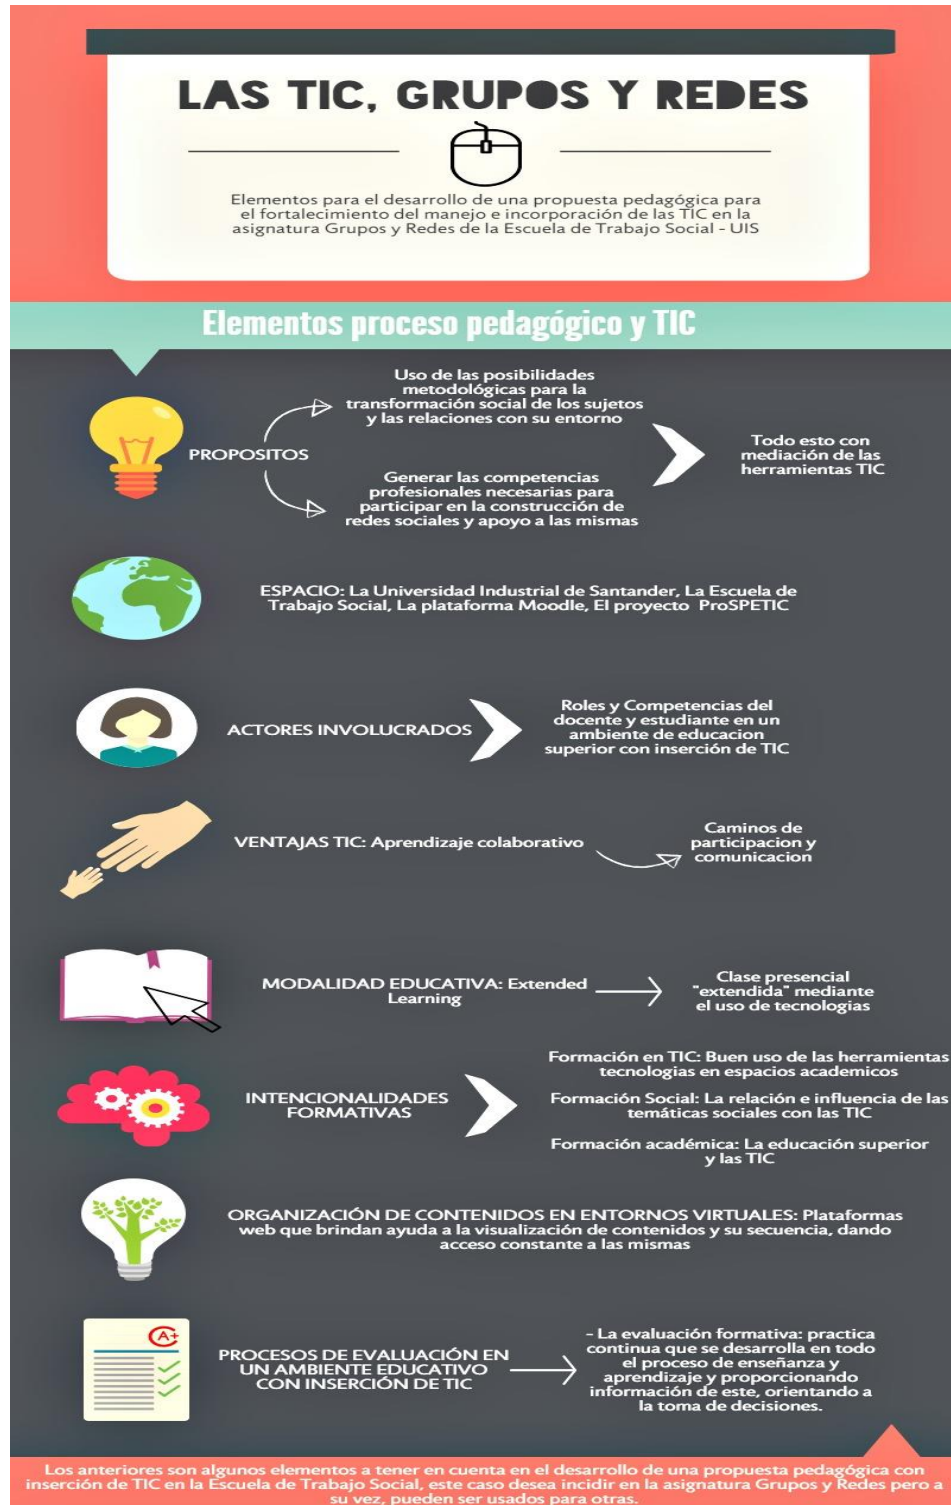 LAS TIC, GRUPOS Y REDES
Elementos para el desarrollo de una propuesta pedagógica para
el fortalecimiento del manejo e incorporación de las TIC en la
asignatura Grupos y Redes de la Escuela de Trabajo Social - UIS
Elementos proceso pedagógico y TIC
PROPOSITOS
Uso de las posibilidades
metodológicas para la
transformación social de los sujetos
y las relaciones con su entorno
Generar las competencias
profesionales necesarias para
participar en la construcción de
redes sociales y apoyo a las mismas
Todo esto con
mediación de las
herramientas TIC
ESPACIO: La Universidad Industrial de Santander, La Escuela de
Trabajo Social, La plataforma Moodle, El proyecto ProSPETIC
ACTORES INVOLUCRADOS
Roles y Competencias del
docente y estudiante en un
ambiente de educacion
superior con inserción de TIC
VENTAJAS TIC: Aprendizaje colaborativo
Caminos de
participacion y
comunicacion
MODALIDAD EDUCATIVA: Extended
Learning
Clase presencial
"extendida" mediante
el uso de tecnologías
INTENCIONALIDADES
FORMATIVAS
Formación en TIC: Buen uso de las herramientas
tecnologias en espacios academicos
Formación Social: La relación e influencia de las
temáticas sociales con las TIC
Formación académica: La educación superior
y las TIC
ORGANIZACIÓN DE CONTENIDOS EN ENTORNOS VIRTUALES: Plataformas
web que brindan ayuda a la visualización de contenidos y su secuencia, dando
acceso constante a las mismas
A+
PROCESOS DE EVALUACIÓN EN
UN AMBIENTE EDUCATIVO
CON INSERCIÓN DE TIC
- La evaluación formativa: practica
continua que se desarrolla en todo
el proceso de enseñanza y
aprendizaje y proporcionando
información de este, orientando a
la toma de decisiones.
Los anteriores son algunos elementos a tener en cuenta en el desarrollo de una propuesta pedagógica con
inserción de TIC en la Escuela de Trabajo Social, este caso desea incidir en la asignatura Grupos y Redes pero a
su vez, pueden ser usados para otras.